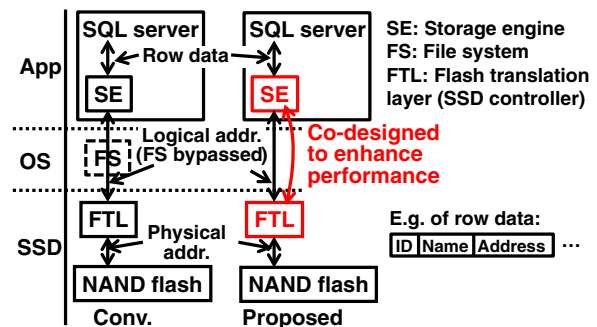 App
OS
SSD
SQL server
Row data
SE
FS
Logical addr.
(FS bypassed)
FTL
Physical
addr.
NAND flash
Conv.
SQL server
SE
Co-designed
to enhance
performance
FTL
NAND flash
Proposed
SE: Storage engine
FS: File system
FTL: Flash translation
layer (SSD controller)
E.g. of row data:
ID Name Address ...